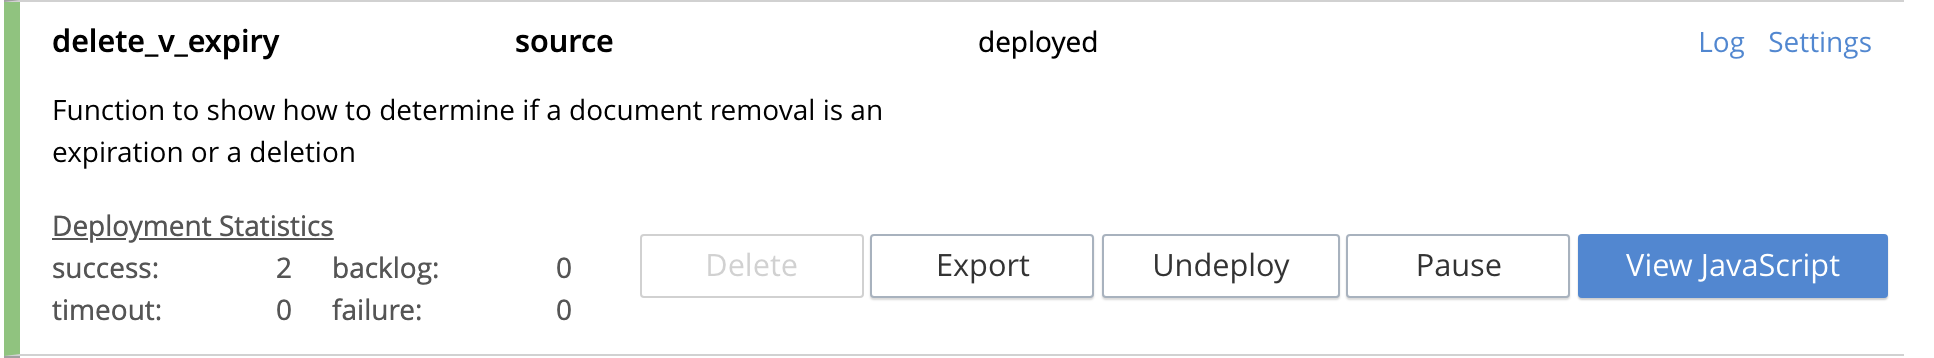 delete_v_expiry source deployed Log Settings
Function to show how to determine if a document removal is an
expiration or a deletion
Deployment Statistics
success: 2 backlog: 0
timeout: 0 failure: 0
Delete Export Undeploy Pause View JavaScript